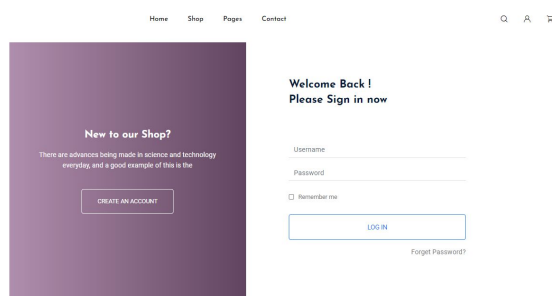 Home Shop Pages Contact
New to our Shop?
There are advances being made in science and technology
everyday, and a good example of this is the
CREATE AN ACCOUNT
Welcome Back !
Please Sign in now
Username
Password
Remember me
LOG IN
Forget Password?